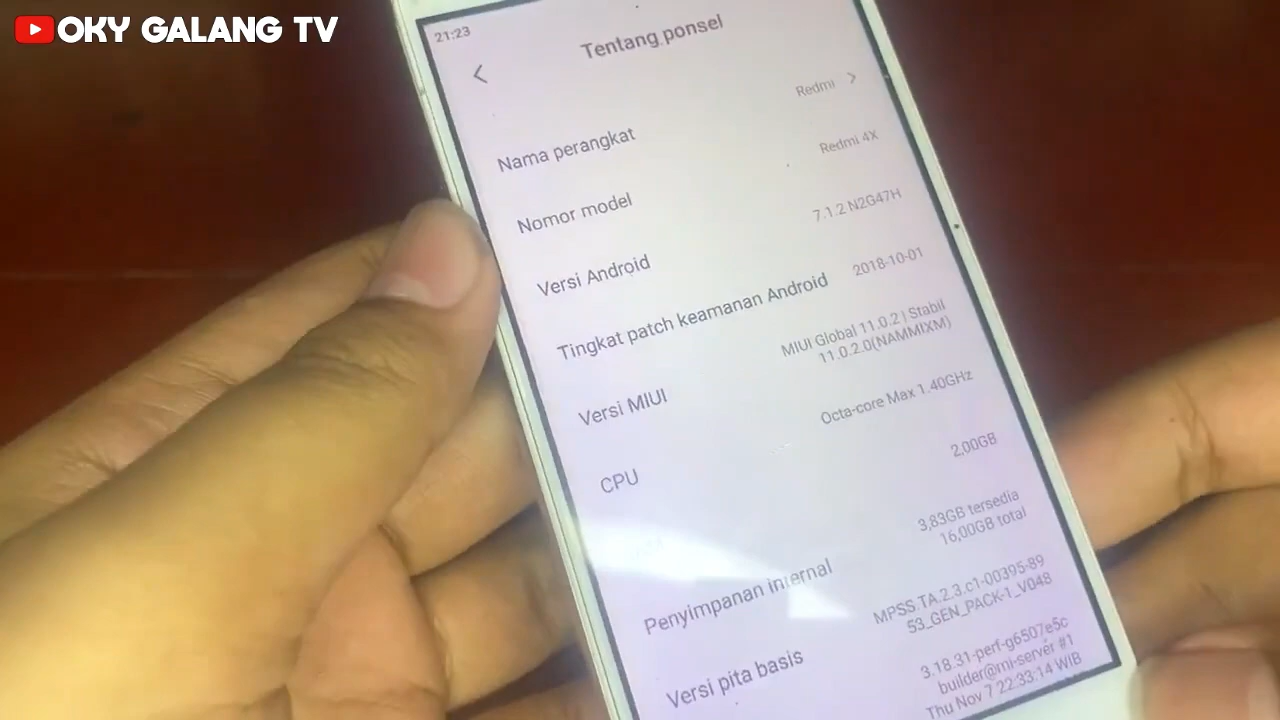 OKY GALANG TV
21:23
Tentang ponsel
Nama perangkat
Redmi
Nomor model
Redmi 4X
Versi Android
7.1.2 N2G47H
Tingkat patch keamanan Android
2018-10-01
Versi MIUI
MIUI Global 11.0.2 | Stabil
11.0.2.0(NAMMIXM)
CPU
Octa-core Max 1.40GHz
2,00GB
Penyimpanan internal
3,83GB tersedia
16,00GB total
Versi pita basis
MPSS.TA.2.3.c1-00395-89
53_GEN_PACK-1_V048
3.18.31-perf-g6507e5c
builder@mi-server #1
Thu Nov 7 22:33:14 WIB